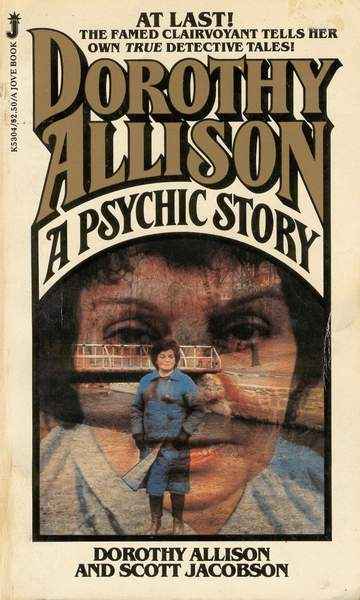 J
K5304/$2.50/A JOVE BOOK
AT LAST!
THE FAMED CLAIRVOYANT TELLS HER
OWN TRUE DETECTIVE TALES!
DOROTHY
ALLISON
A PSYCHIC STORY
DOROTHY ALLISON
AND SCOTT JACOBSON